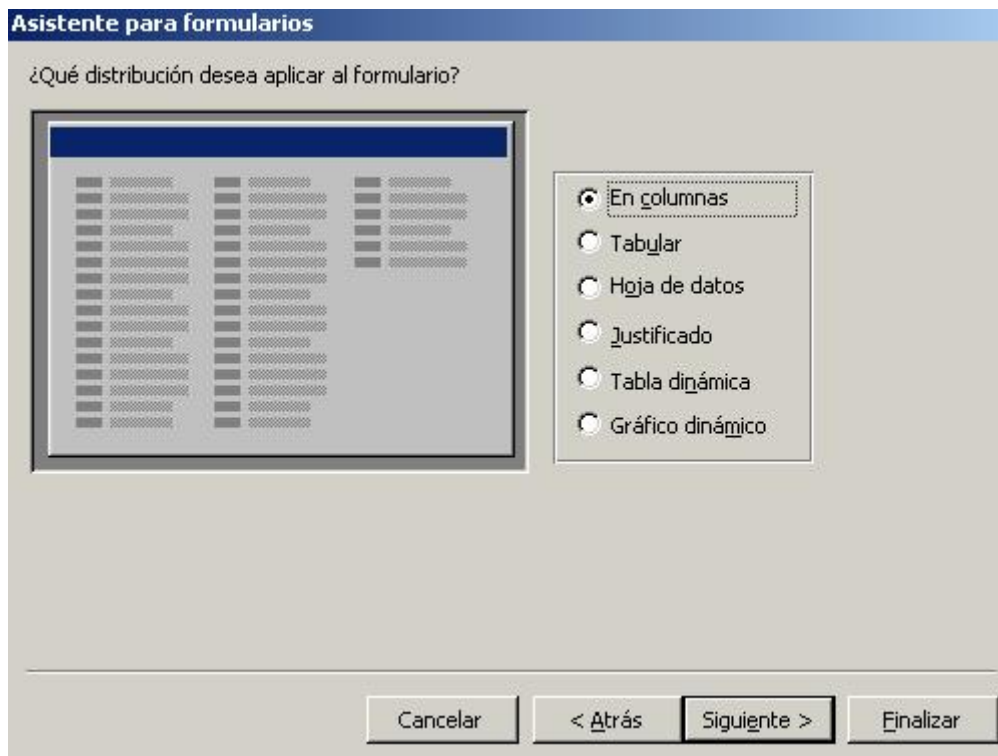 Asistente para formularios
¿Qué distribución desea aplicar al formulario?
En columnas
Tabular
Hoja de datos
Justificado
Tabla dinámica
Gráfico dinámico
Cancelar
< Atrás
Siguiente >
Finalizar